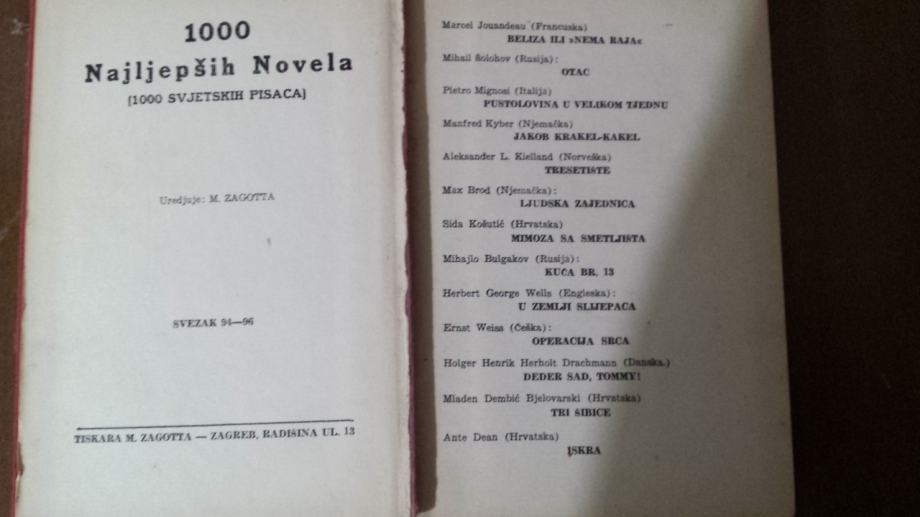 1000
Najljepših Novela
(1000 SVJETSKIH PISACA)
Uredjuje: M. ZAGOTTA
SVEZAK 94—96
TISKARA M. ZAGOTTA — ZAGREB, RADIŠINA UL. 13
Marcel Jouandeau (Francuska)
BELIZA ILI »NEMA RAJA«
Mihail Šolohov (Rusija):
OTAC
Pietro Mignosi (Italija)
PUSTOLOVINA U VELIKOM TJEDNU
Manfred Kyber (Njemačka)
JAKOB KRAKEL-KAKEL
Aleksander L. Kielland (Norveška)
TRESETIŠTE
Max Brod (Njemačka):
LJUDSKA ZAJEDNICA
Sida Košutić (Hrvatska)
MIMOZA SA SMETLJIŠTA
Mihajlo Bulgakov (Rusija):
KUĆA BR. 13
Herbert George Wells (Engleska):
U ZEMLJI SLIJEPACA
Ernst Weiss (Češka):
OPERACIJA SRCA
Holger Henrik Herholt Drachmann (Danska.)
DEDER SAD, TOMMY!
Mladen Dembić Bjelovarski (Hrvatska)
TRI ŠIBICE
Ante Dean (Hrvatska)
ISKRA